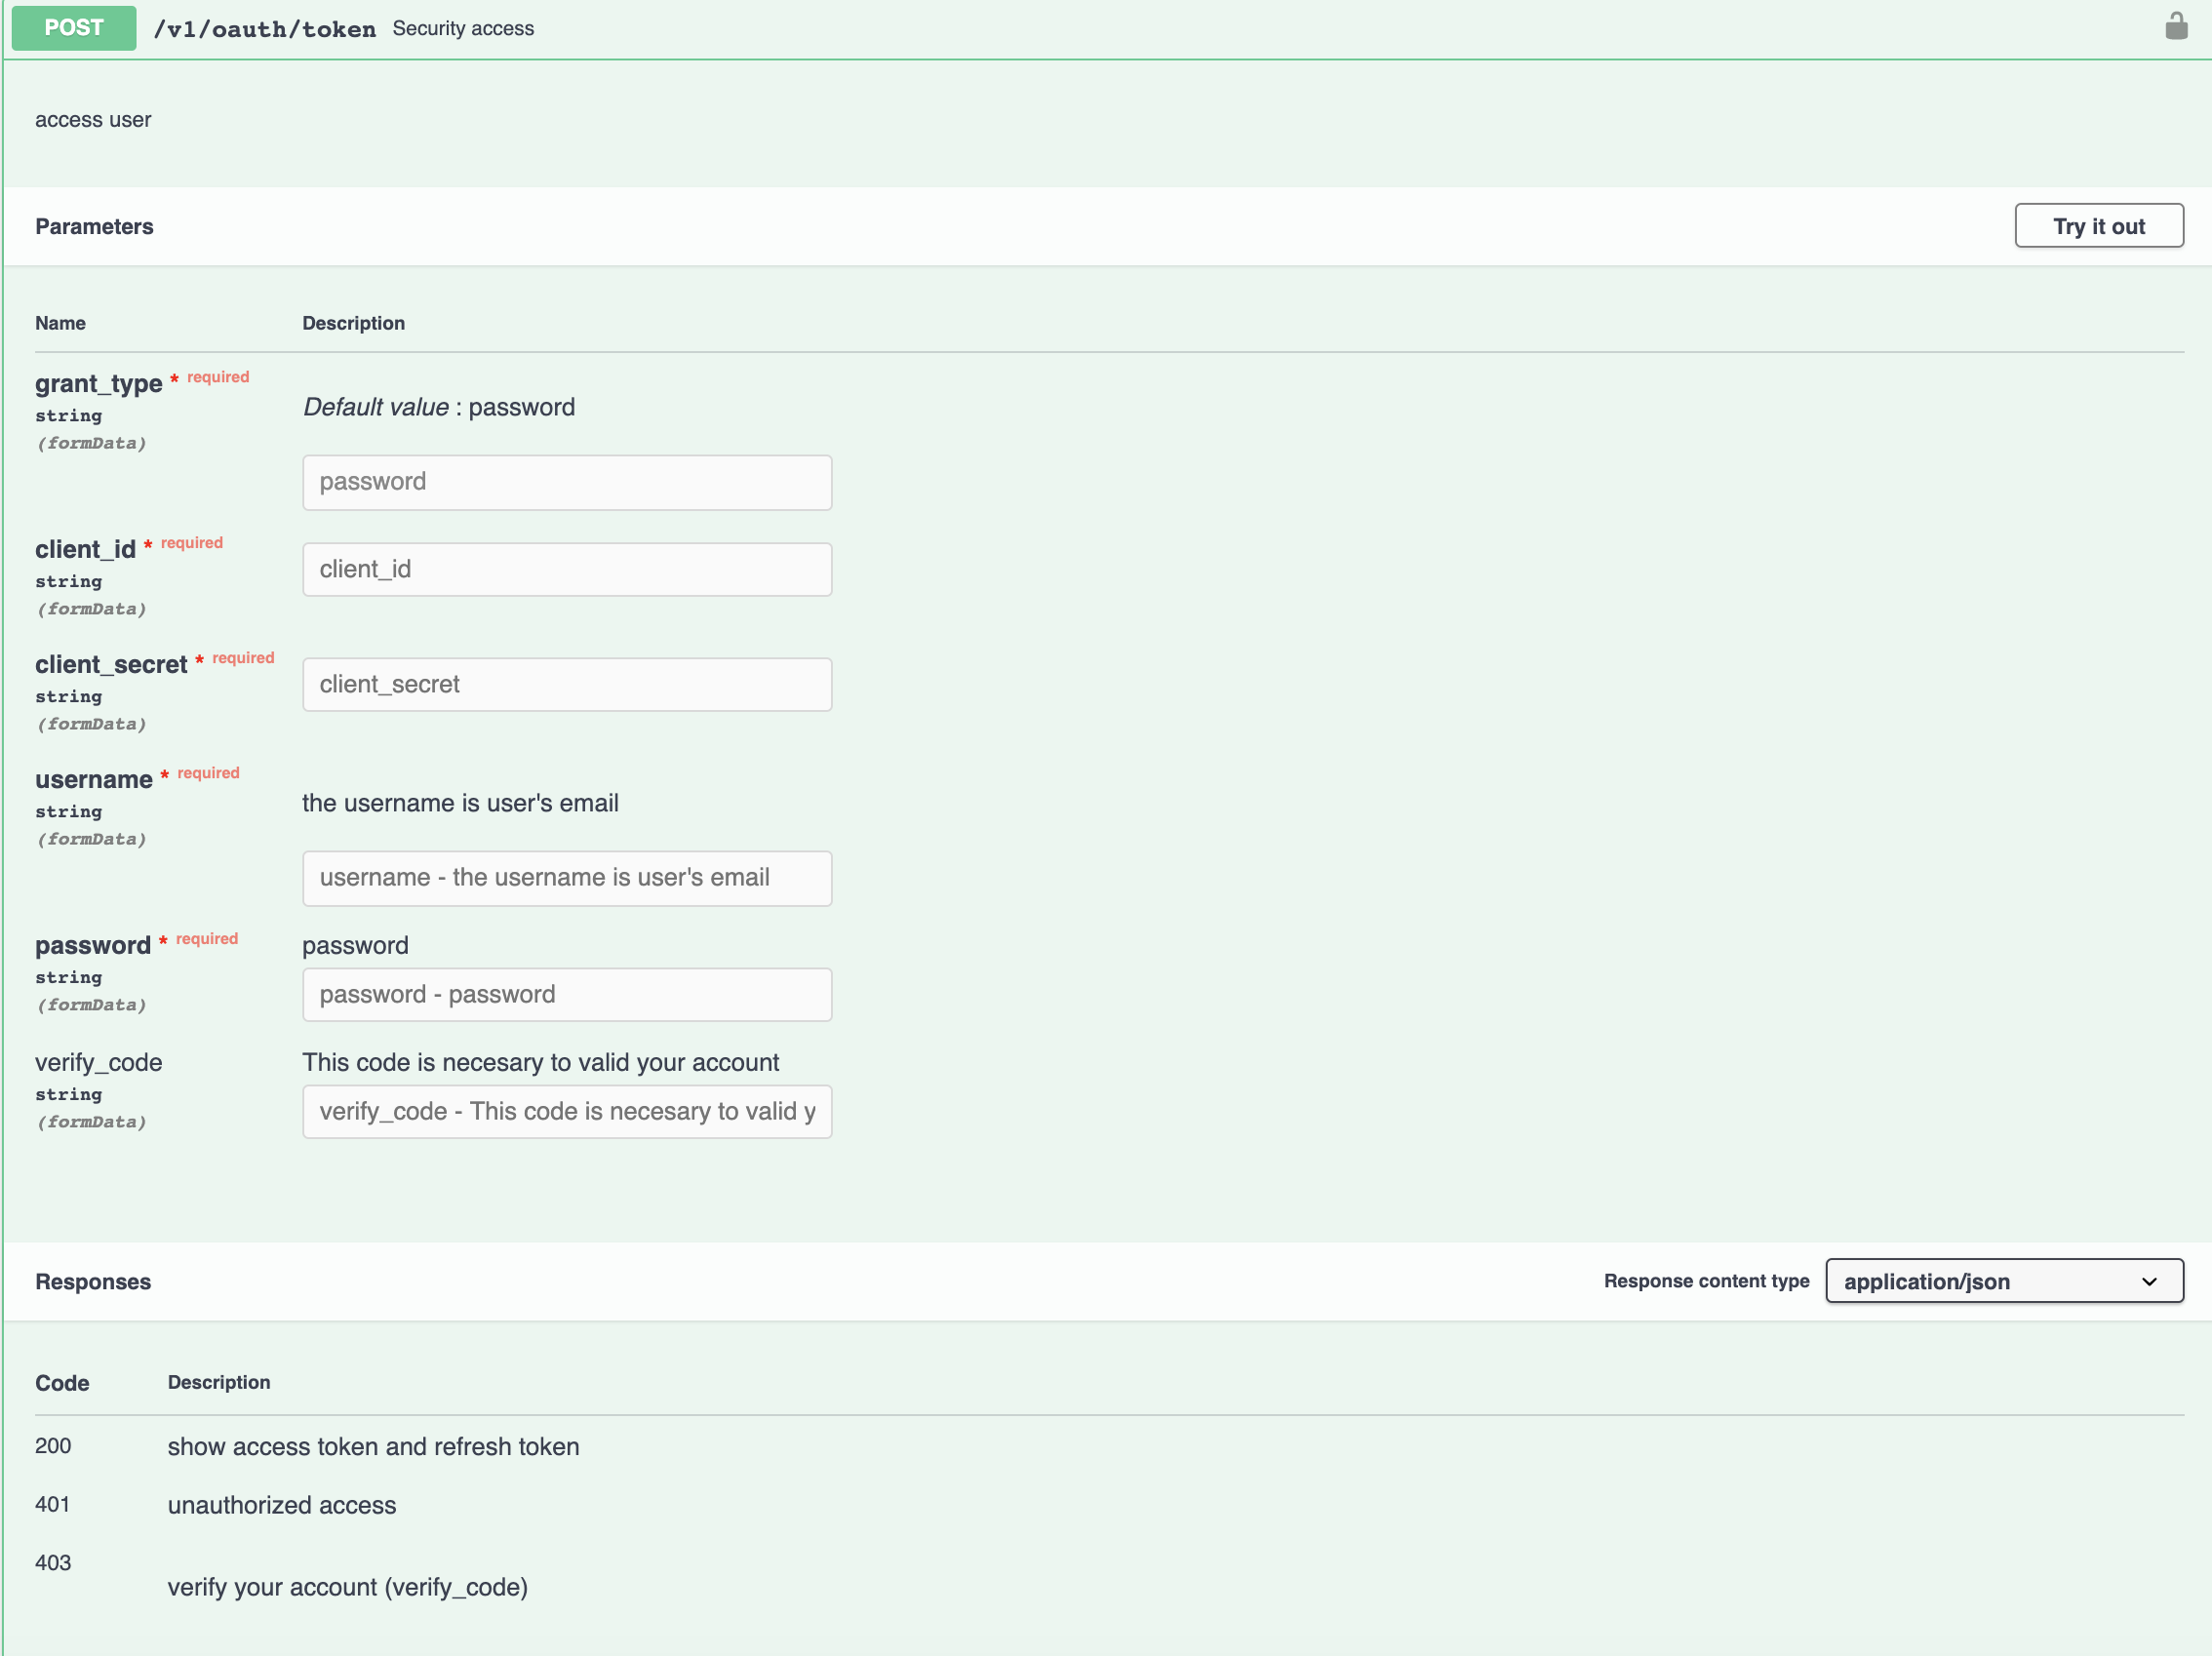 POST /v1/oauth/token Security access
access user
Parameters Try it out
Name Description
grant_type * required
string
(formData)
Default value : password
password
client_id * required
string
(formData)
client_id
client_secret * required
string
(formData)
client_secret
username * required
string
(formData)
the username is user's email
username - the username is user's email
password * required
string
(formData)
password
password - password
verify_code
string
(formData)
This code is necesary to valid your account
verify_code - This code is necesary to valid y
Responses Response content type application/json
Code Description
200 show access token and refresh token
401 unauthorized access
403 verify your account (verify_code)